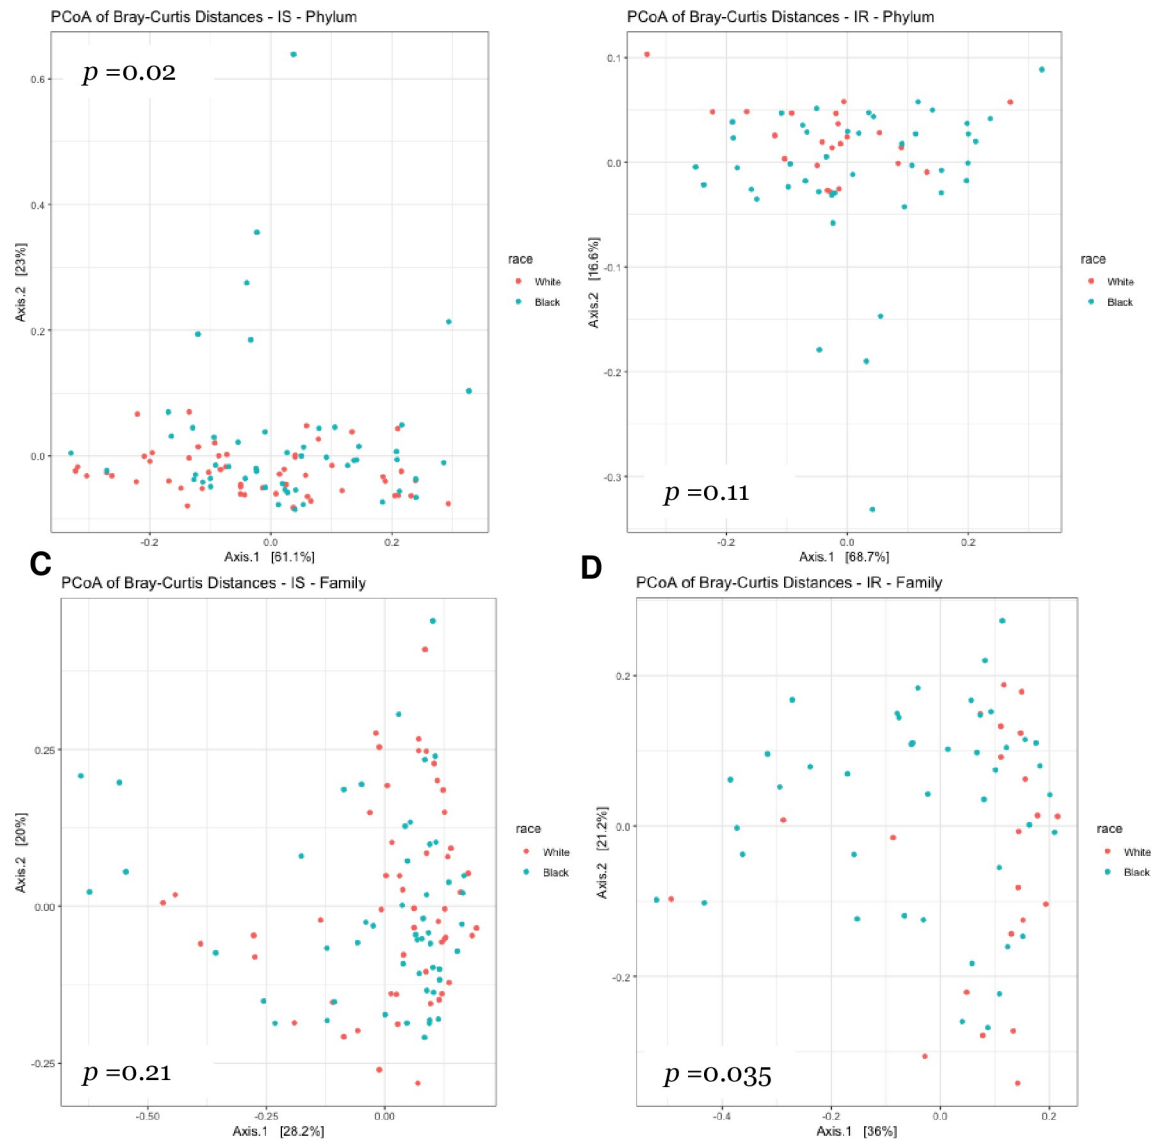 PCoA of Bray-Curtis Distances - IS - Phylum
p =0.02
0.6
0.4
0.2
0.0
Axis.2 [23%]
-0.2
0.0
0.2
Axis.1 [61.1%]
race
White
Black
PCoA of Bray-Curtis Distances - IR - Phylum
0.1
0.0
-0.1
-0.2
-0.3
Axis.2 [16.6%]
p =0.11
-0.2
0.0
0.2
Axis.1 [68.7%]
race
White
Black
C
PCoA of Bray-Curtis Distances - IS - Family
0.25
0.00
-0.25
Axis.2 [20%]
p =0.21
-0.50
-0.25
0.00
Axis.1 [28.2%]
race
White
Black
D
PCoA of Bray-Curtis Distances - IR - Family
0.2
0.0
-0.2
Axis.2 [21.2%]
p =0.035
-0.4
-0.2
0.0
0.2
Axis.1 [36%]
race
White
Black